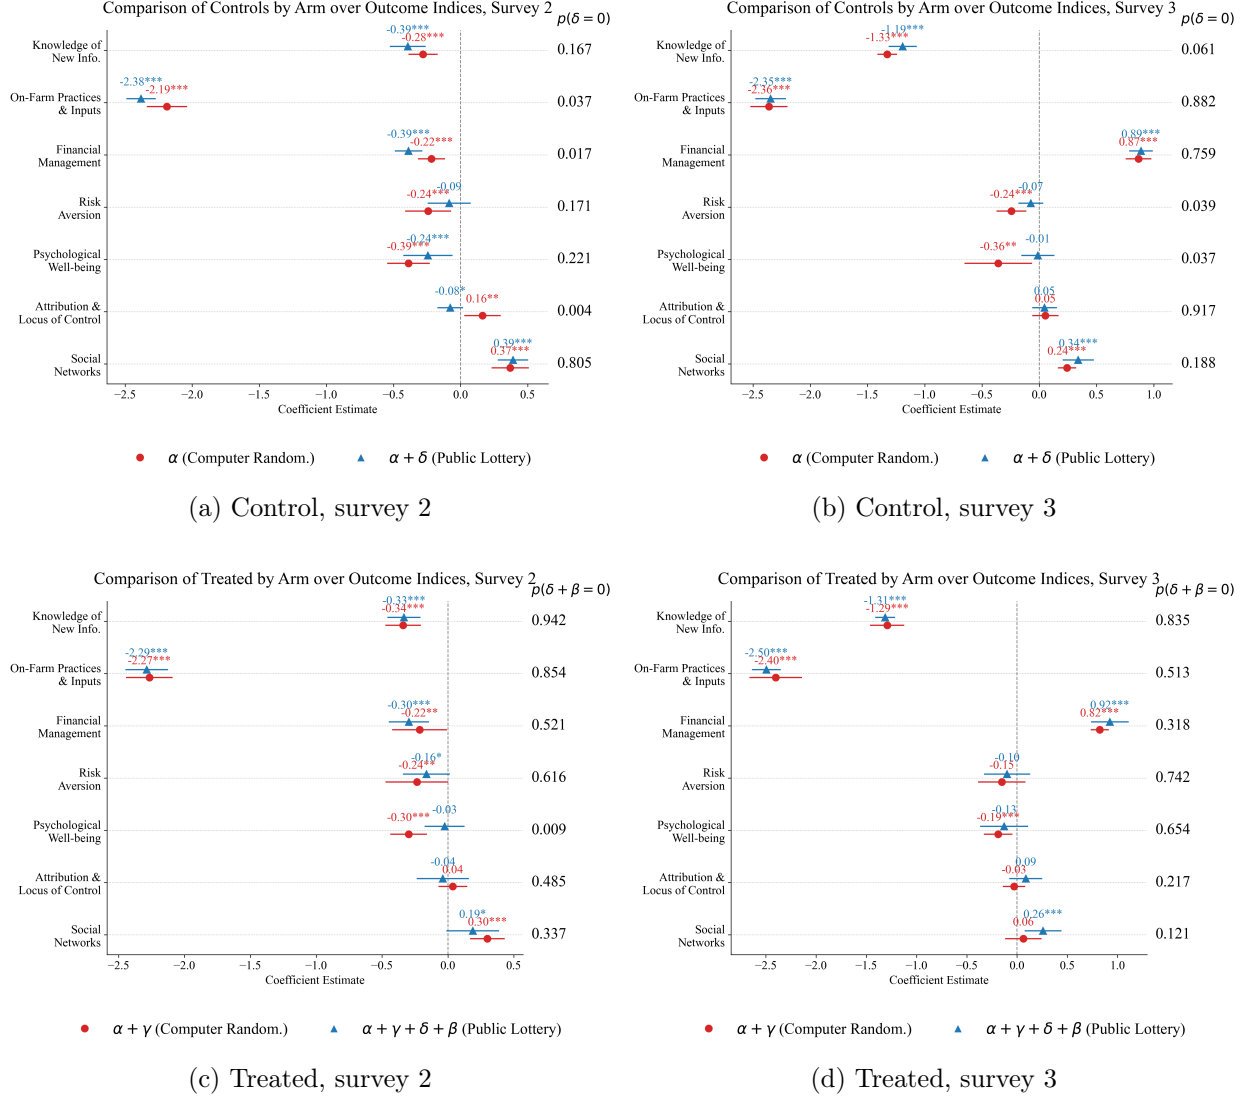 Comparison of Controls by Arm over Outcome Indices, Survey 2
p(δ = 0)
Knowledge of
New Info.
-0.39***
-0.28***
0.167
On-Farm Practices
& Inputs
-2.38***
-2.19***
0.037
Financial
Management
-0.39***
-0.22***
0.017
Risk
Aversion
-0.09
-0.24***
0.171
Psychological
Well-being
-0.24***
-0.39***
0.221
Attribution &
Locus of Control
-0.08*
0.16**
0.004
Social
Networks
0.39***
0.37***
0.805
−2.5 −2.0 −1.5 −1.0 −0.5 0.0 0.5
Coefficient Estimate
α (Computer Random.) α + δ (Public Lottery)
(a) Control, survey 2
Comparison of Controls by Arm over Outcome Indices, Survey 3
p(δ = 0)
Knowledge of
New Info.
-1.19***
-1.33***
0.061
On-Farm Practices
& Inputs
-2.35***
-2.36***
0.882
Financial
Management
0.89***
0.87***
0.759
Risk
Aversion
-0.07
-0.24***
0.039
Psychological
Well-being
-0.01
-0.36**
0.037
Attribution &
Locus of Control
0.05
0.05
0.917
Social
Networks
0.34***
0.24***
0.188
−2.5 −2.0 −1.5 −1.0 −0.5 0.0 0.5 1.0
Coefficient Estimate
α (Computer Random.) α + δ (Public Lottery)
(b) Control, survey 3
Comparison of Treated by Arm over Outcome Indices, Survey 2
p(δ + β = 0)
Knowledge of
New Info.
-0.33***
-0.34***
0.942
On-Farm Practices
& Inputs
-2.29***
-2.27***
0.854
Financial
Management
-0.30***
-0.22**
0.521
Risk
Aversion
-0.16*
-0.24**
0.616
Psychological
Well-being
-0.03
-0.30***
0.009
Attribution &
Locus of Control
-0.04
0.04
0.485
Social
Networks
0.19*
0.30***
0.337
−2.5 −2.0 −1.5 −1.0 −0.5 0.0 0.5
Coefficient Estimate
α + γ (Computer Random.) α + γ + δ + β (Public Lottery)
(c) Treated, survey 2
Comparison of Treated by Arm over Outcome Indices, Survey 3
p(δ + β = 0)
Knowledge of
New Info.
-1.31***
-1.29***
0.835
On-Farm Practices
& Inputs
-2.50***
-2.40***
0.513
Financial
Management
0.92***
0.82***
0.318
Risk
Aversion
-0.10
-0.15
0.742
Psychological
Well-being
-0.13
-0.19***
0.654
Attribution &
Locus of Control
0.09
-0.03
0.217
Social
Networks
0.26***
0.06
0.121
−2.5 −2.0 −1.5 −1.0 −0.5 0.0 0.5 1.0
Coefficient Estimate
α + γ (Computer Random.) α + γ + δ + β (Public Lottery)
(d) Treated, survey 3